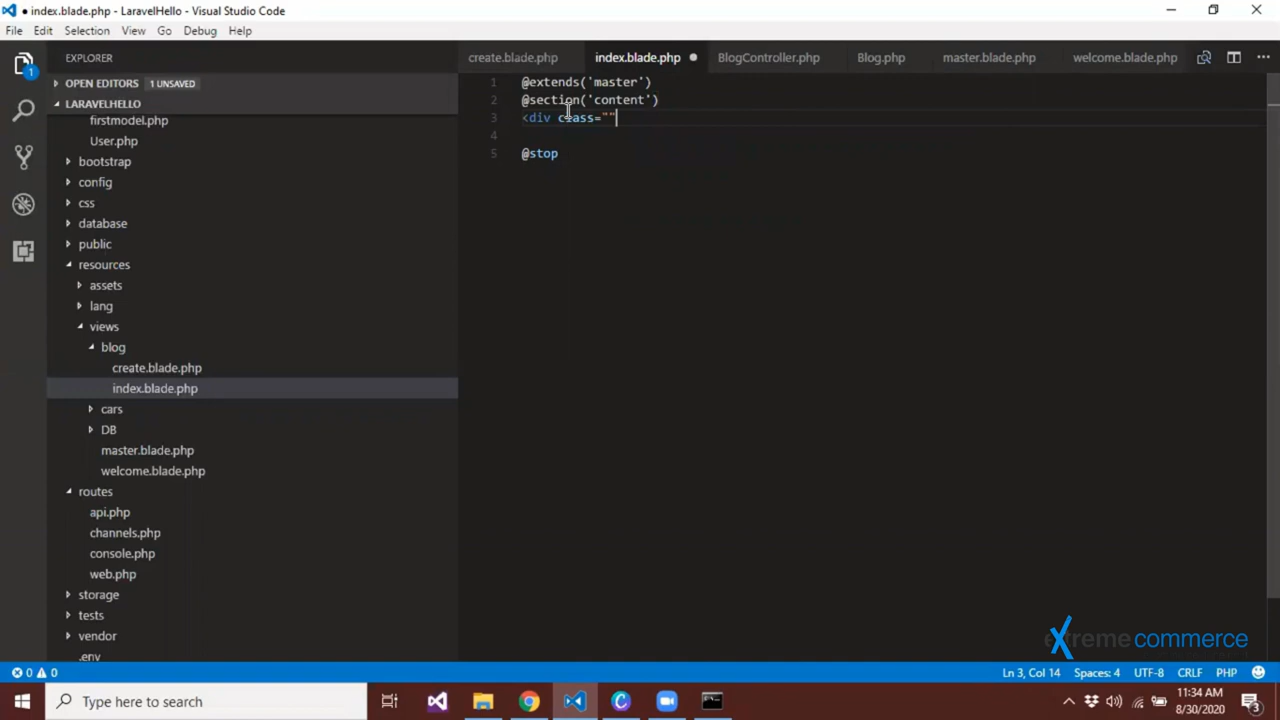 index.blade.php - LaravelHello - Visual Studio Code
File Edit Selection View Go Debug Help
EXPLORER
OPEN EDITORS 1 UNSAVED
LARAVELHELLO
firstmodel.php
User.php
bootstrap
config
css
database
public
resources
assets
lang
views
blog
create.blade.php
index.blade.php
cars
DB
master.blade.php
welcome.blade.php
routes
api.php
channels.php
console.php
web.php
storage
tests
vendor
.env
create.blade.php index.blade.php BlogController.php Blog.php master.blade.php welcome.blade.php
1 @extends('master')
2 @section('content')
3 <div class=""
4
5 @stop
extreme commerce
0 0 Ln 3, Col 14 Spaces: 4 UTF-8 CRLF PHP
1
Type here to search
11:34 AM
8/30/2020
3